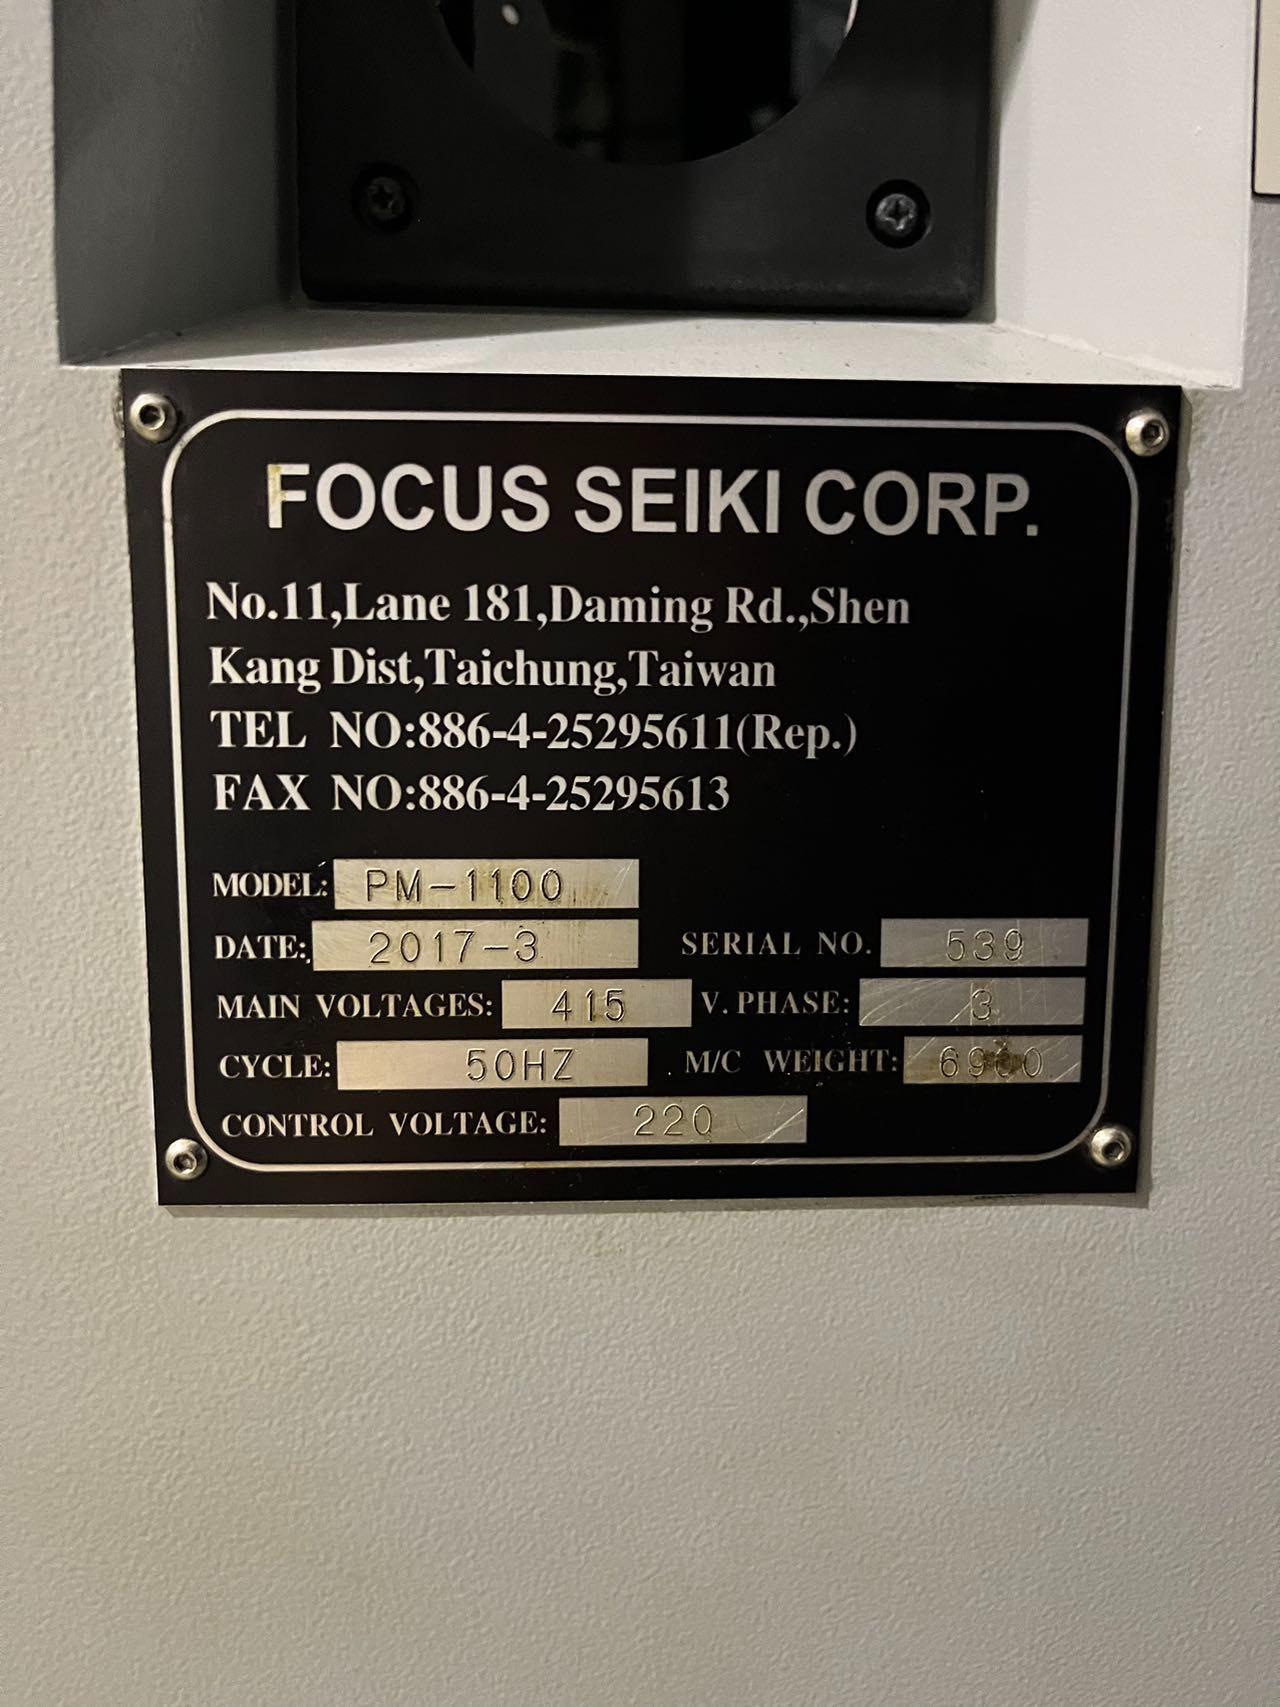 FOCUS SEIKI CORP.
No.11,Lane 181,Daming Rd.,Shen
Kang Dist,Taichung,Taiwan
TEL NO:886-4-25295611(Rep.)
FAX NO:886-4-25295613
MODEL: PM-1100
DATE: 2017-3 SERIAL NO. 539
MAIN VOLTAGES: 415 V.PHASE: 3
CYCLE: 50HZ M/C WEIGHT: 6900
CONTROL VOLTAGE: 220